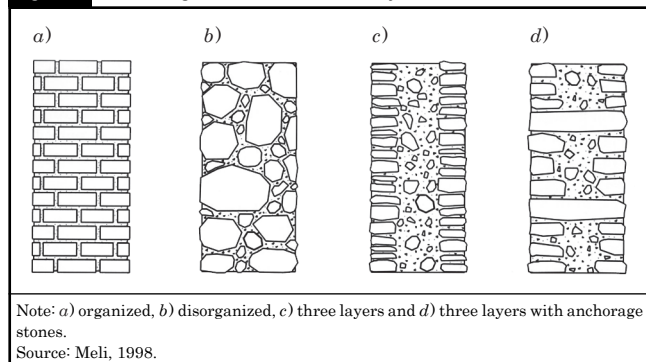 a) b) c) d)
Note: a) organized, b) disorganized, c) three layers and d) three layers with anchorage
stones.
Source: Meli, 1998.